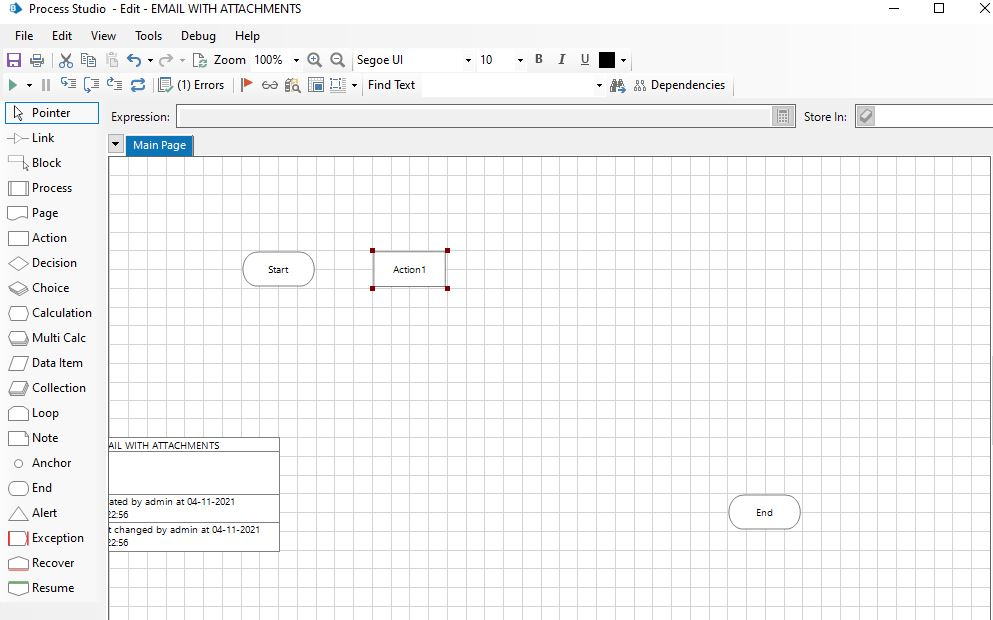 Process Studio - Edit - EMAIL WITH ATTACHMENTS
File Edit View Tools Debug Help
Zoom 100% Segoe UI 10 B I U
(1) Errors Find Text Dependencies
Pointer
Expression: Store In:
Link
Main Page
Block
Process
Page
Action
Decision
Start
Action1
Choice
Calculation
Multi Calc
Data Item
Collection
Loop
Note
AIL WITH ATTACHMENTS
Anchor
End
ated by admin at 04-11-2021
22:56
Alert
End
t changed by admin at 04-11-2021
22:56
Exception
Recover
Resume